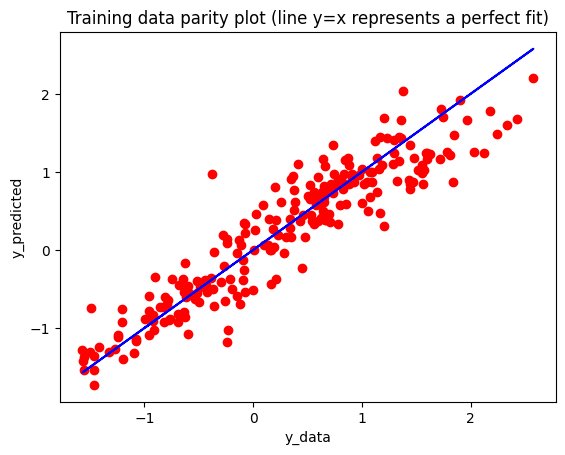 Training data parity plot (line y=x represents a perfect fit)
y_predicted
2
1
0
−1
−1
0
1
2
y_data